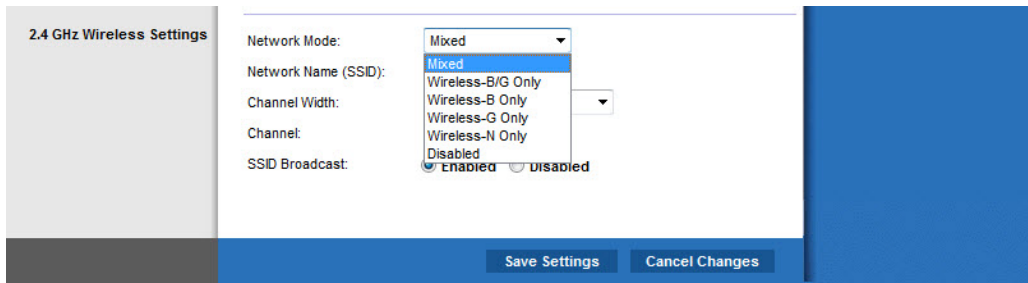 2.4 GHz Wireless Settings
Network Mode: Mixed
Mixed
Network Name (SSID):
Wireless-B/G Only
Channel Width:
Wireless-B Only
Wireless-G Only
Channel:
Wireless-N Only
Disabled
SSID Broadcast: Enabled Disabled
Save Settings Cancel Changes